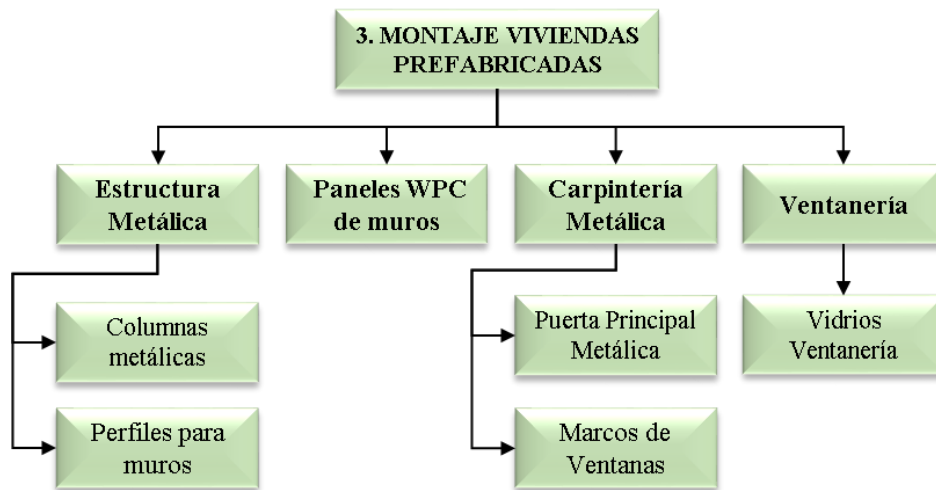 3. MONTAJE VIVIENDAS
PREFABRICADAS
Estructura
Metálica
Paneles WPC
de muros
Carpintería
Metálica
Ventanería
Columnas
metálicas
Perfiles para
muros
Puerta Principal
Metálica
Marcos de
Ventanas
Vidrios
Ventanería